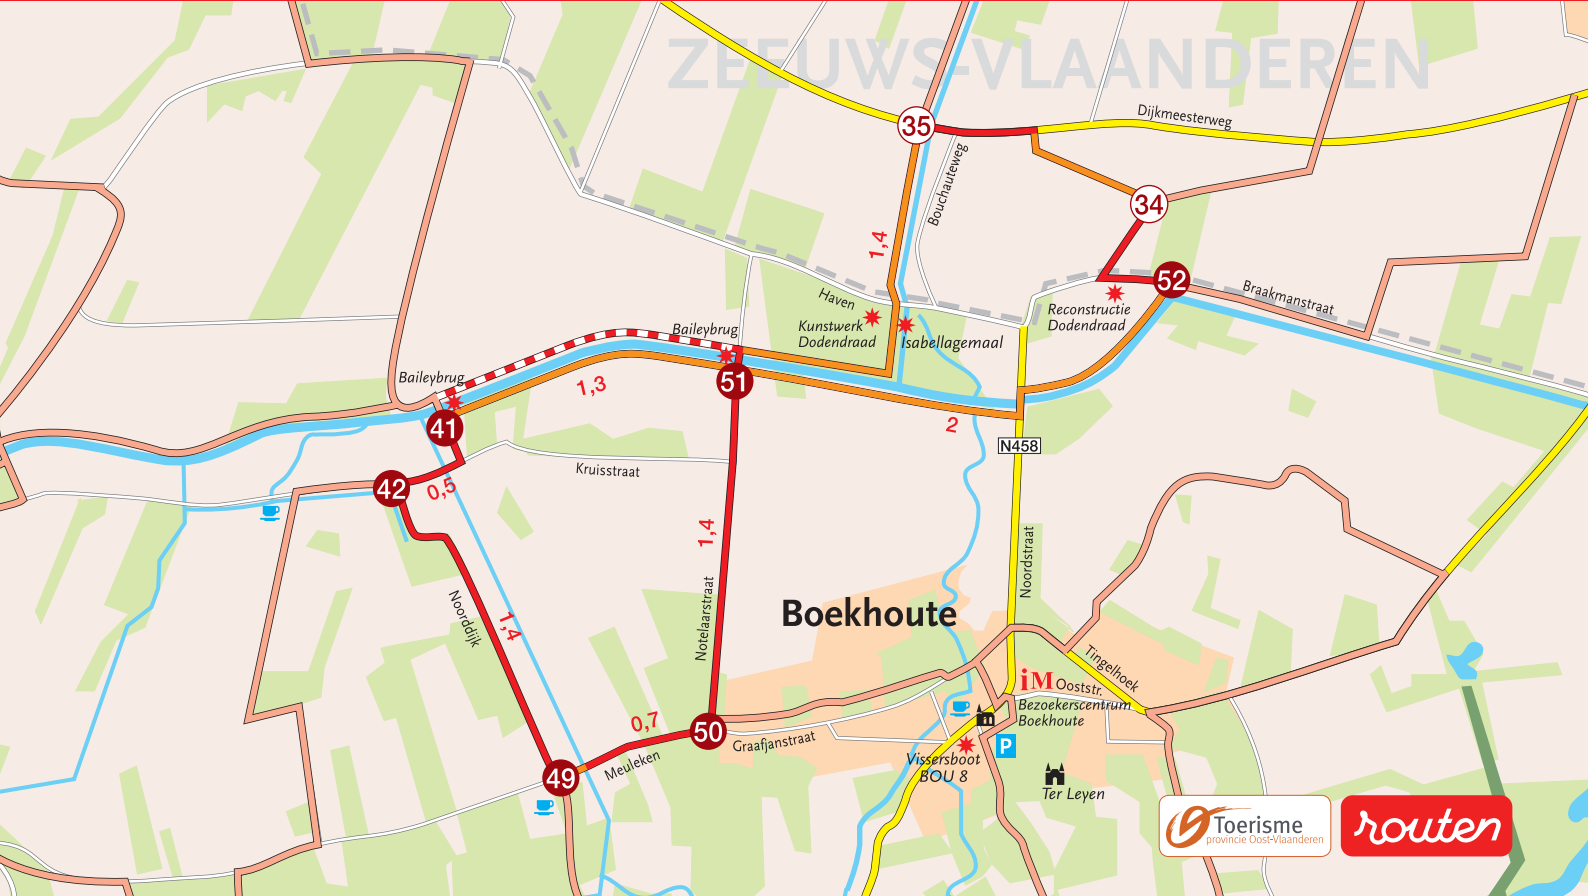 ZEEUWS-VLAANDEREN
35
Dijkmeesterweg
Bouchauteweg
34
1,4
52
Haven
Braakmanstraat
Reconstructie
Dodendraad
Baileybrug
Kunstwerk
Dodendraad
Isabellagemaal
Baileybrug
51
1,3
41
2
N458
Kruisstraat
42
0,5
1,4
Noordstraat
Notelaarstraat
Noorddijk
1,4
Boekhoute
Tingelhoek
iM Ooststr.
Bezoekerscentrum
Boekhoute
0,7
50
Graafjanstraat
Meuleken
49
P
Vissersboot
BOU 8
Ter Leyen
Toerisme
provincie Oost-Vlaanderen
routen